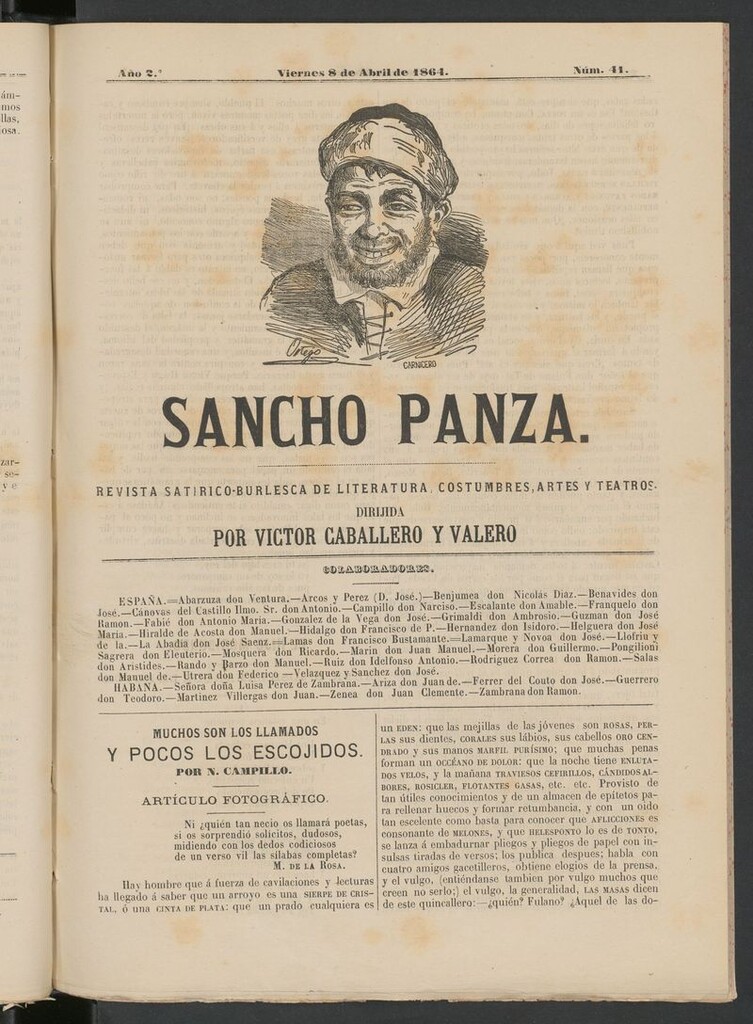 Año 2.°
Viernes 8 de Abril de 1864.
Núm. 41.
ám-
mos
llas,
osa.
zar-
se-
y e
Ortego
CARNICERO
SANCHO PANZA.
REVISTA SATIRICO-BURLESCA DE LITERATURA, COSTUMBRES, ARTES Y TEATROS.
DIRIJIDA
POR VICTOR CABALLERO Y VALERO
COLABORADORES.
ESPAÑA.=Abarzuza don Ventura.—Arcos y Perez (D. José.)—Benjumea don Nicolás Diaz.—Benavides don
José.—Cánovas del Castillo Ilmo. Sr. don Antonio.—Campillo don Narciso.—Escalante don Amable.—Franquelo don
Ramon.—Fabié don Antonio Maria.—Gonzalez de la Vega don José.—Grimaldi don Ambrosio.—Guzman don José
Maria.—Hiralde de Acosta don Manuel.—Hidalgo don Francisco de P.—Hernandez don Isidoro.—Helguera don José
de la.—La Abadia don José Saenz.=Lamas don Francisco Bustamante.=Lamarque y Novoa don José.—Llofriu y
Sagrera don Eleuterio.—Mosquera don Ricardo.—Marin don Juan Manuel.—Morera don Guillermo.—Pongilioni
don Aristides.—Rando y Barzo don Manuel.—Ruiz don Idelfonso Antonio.—Rodriguez Correa don Ramon.—Salas
don Manuel de.—Utrera don Federico—Velazquez y Sanchez don José.
HABANA.—Señora doña Luisa Perez de Zambrana.—Ariza don Juan de.—Ferrer del Couto don José.—Guerrero
don Teodoro.—Martinez Villergas don Juan.—Zenea don Juan Clemente.—Zambrana don Ramon.
MUCHOS SON LOS LLAMADOS
Y POCOS LOS ESCOJIDOS.
POR N. CAMPILLO.
ARTÍCULO FOTOGRÁFICO.
Ni ¿quién tan necio os llamará poetas,
si os sorprendió solícitos, dudosos,
midiendo con los dedos codiciosos
de un verso vil las sílabas completas?
M. DE LA ROSA.
Hay hombre que á fuerza de cavilaciones y lecturas
ha llegado á saber que un arroyo es una SIERPE DE CRIS-
TAL, ó una CINTA DE PLATA: que un prado cualquiera es
un EDEN: que las mejillas de las jóvenes son ROSAS, PER-
LAS sus dientes, CORALES sus lábios, sus cabellos ORO CEN-
DRADO y sus manos MARFIL PURÍSIMO; que muchas penas
forman un OCCÉANO DE DOLOR: que la noche tiene ENLUTA-
DOS VELOS, y la mañana TRAVIESOS CEFIRILLOS, CÁNDIDOS AL-
BORES, ROSICLER, FLOTANTES GASAS, etc. etc. Provisto de
tan útiles conocimientos y de un almacen de epítetos pa-
ra rellenar huecos y formar retumbancia, y con un oido
tan escelente como basta para conocer que AFLICCIONES es
consonante de MELONES, y que HELESPONTO lo es de TONTO,
se lanza á embadurnar pliegos y pliegos de papel con in-
sulsas tiradas de versos; los publica despues; habla con
cuatro amigos gacetilleros, obtiene elogios de la prensa,
y el vulgo, (entiéndanse tambien por vulgo muchos que
creen no serlo;) el vulgo, la generalidad, LAS MASAS dicen
de este quincallero:—¿quién? Fulano? ¿Aquel de las do-